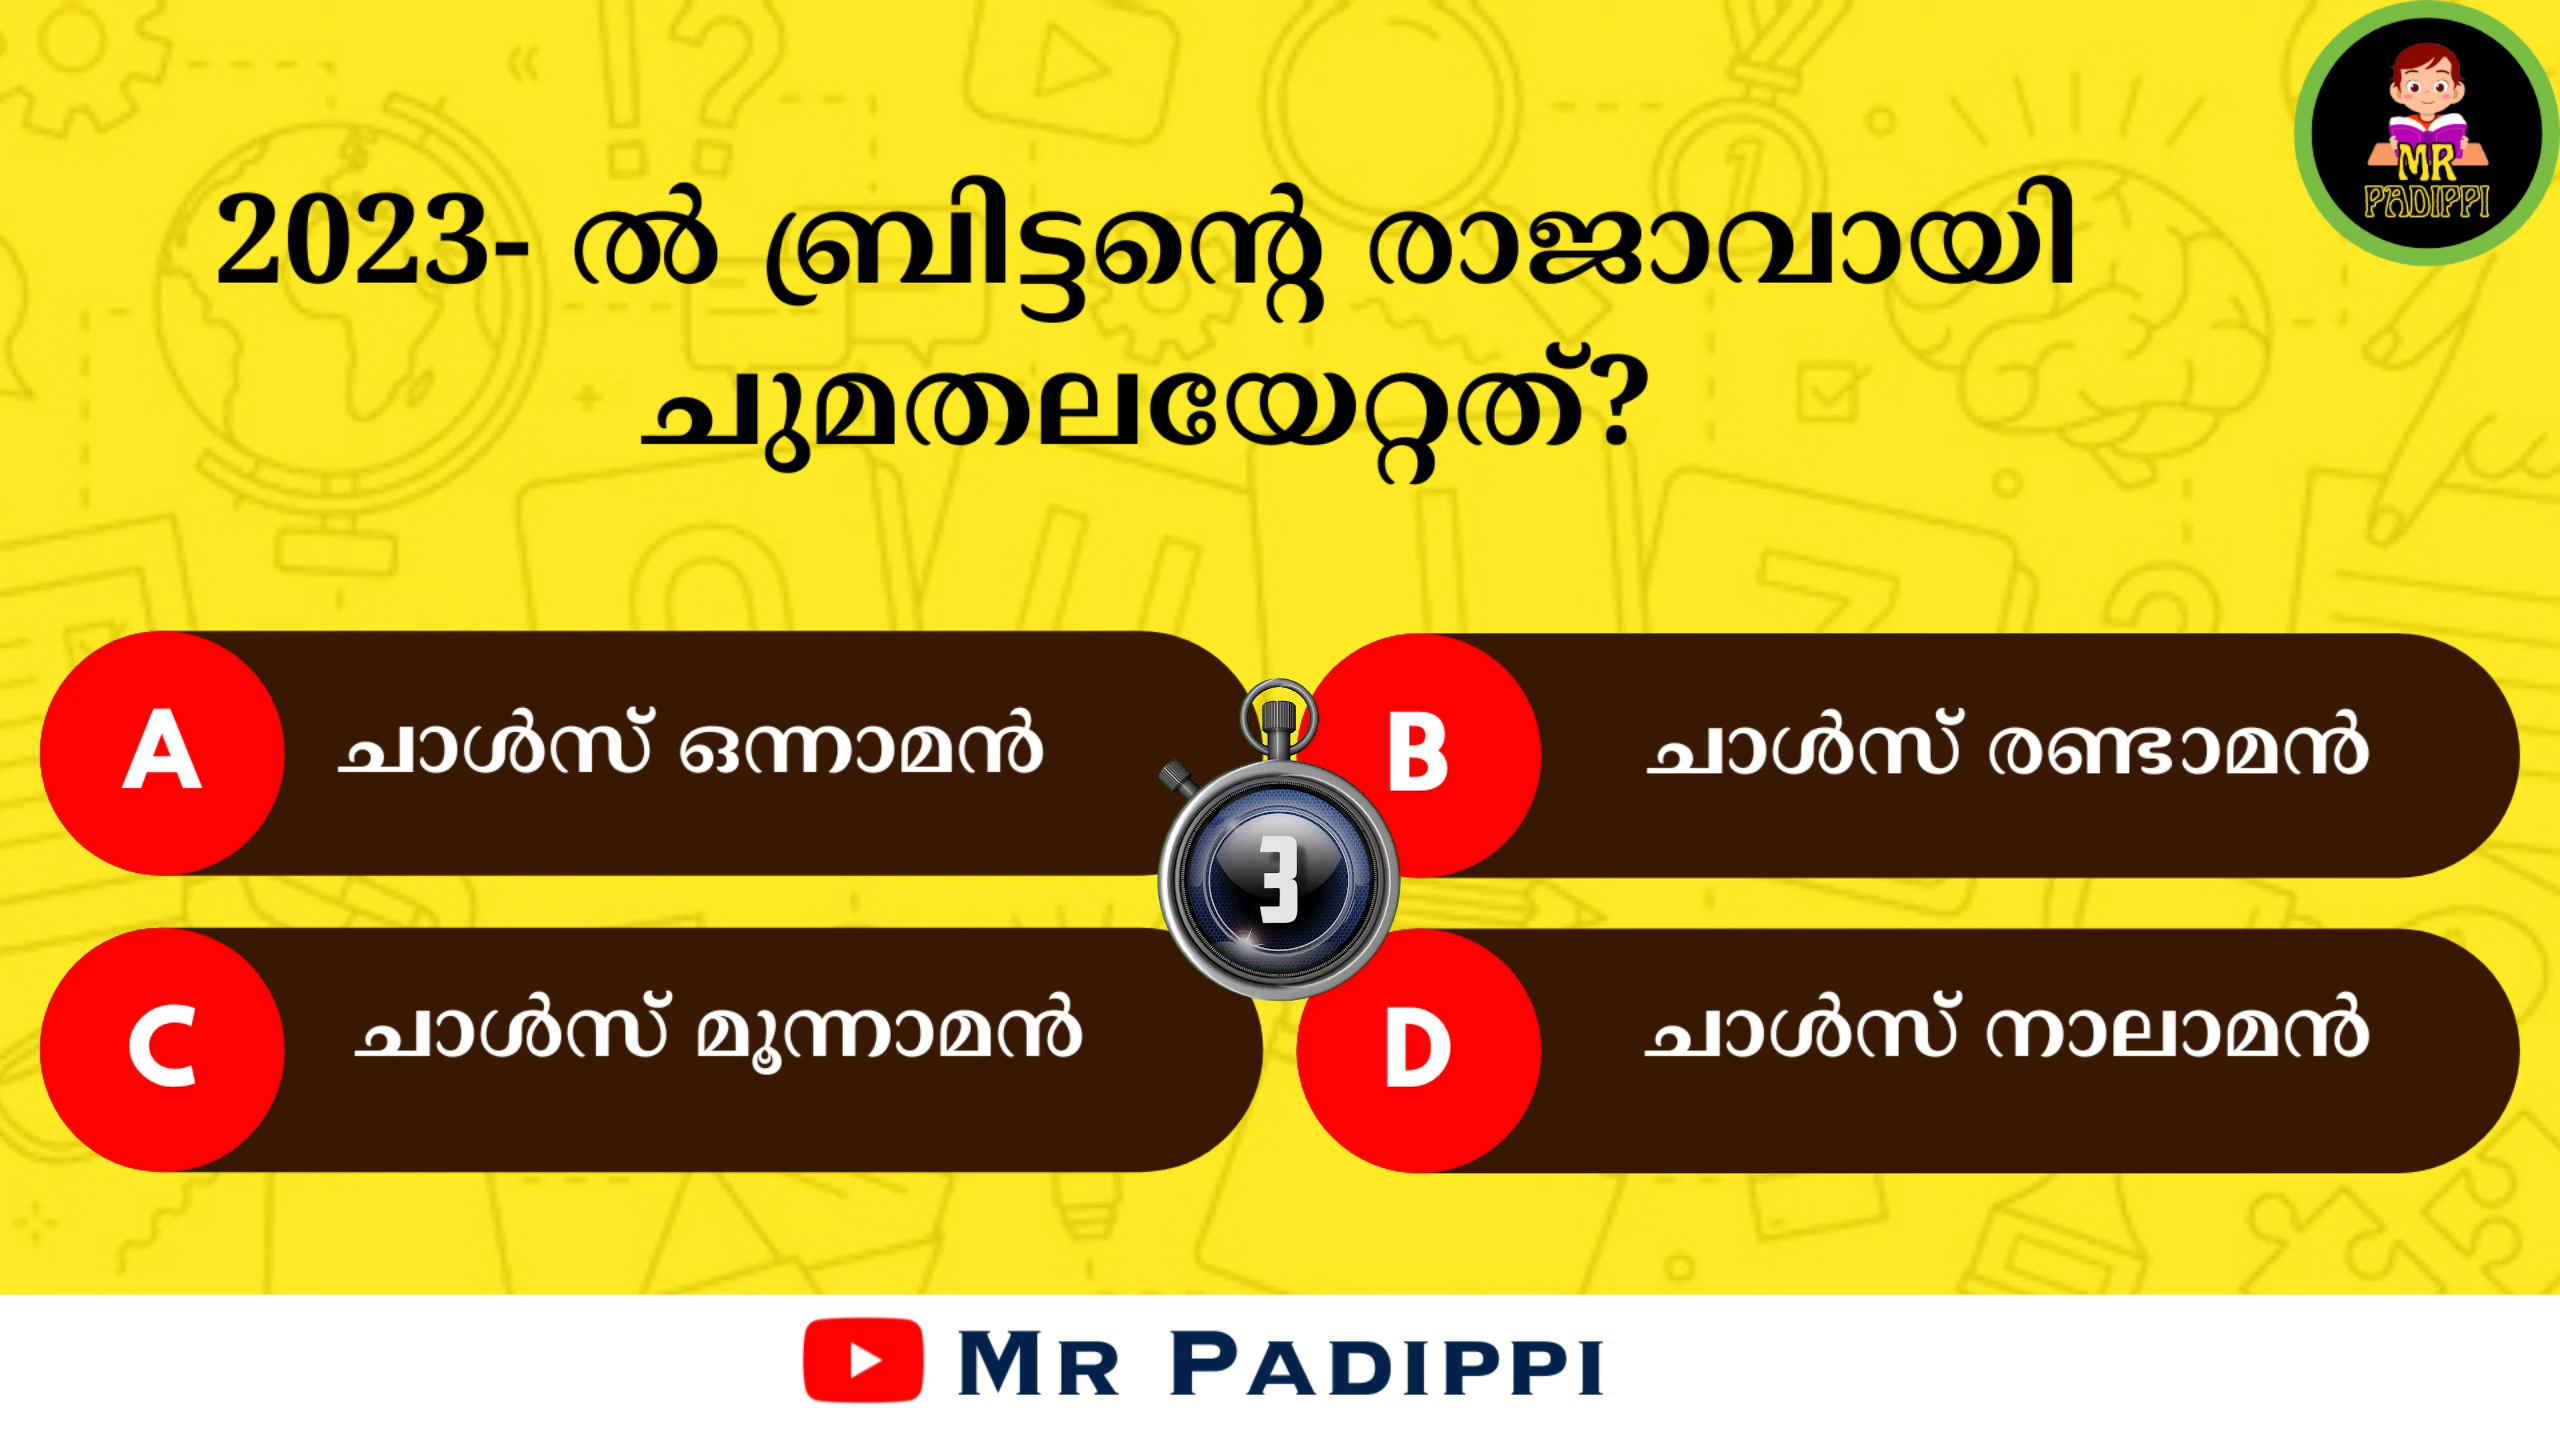 2023- ൽ ബ്രിട്ടന്റെ രാജാവായി
ചുമതലയേറ്റത്?
MR
PADIPPI
A ചാൾസ് ഒന്നാമൻ
B ചാൾസ് രണ്ടാമൻ
3
C ചാൾസ് മൂന്നാമൻ
D ചാൾസ് നാലാമൻ
MR PADIPPI